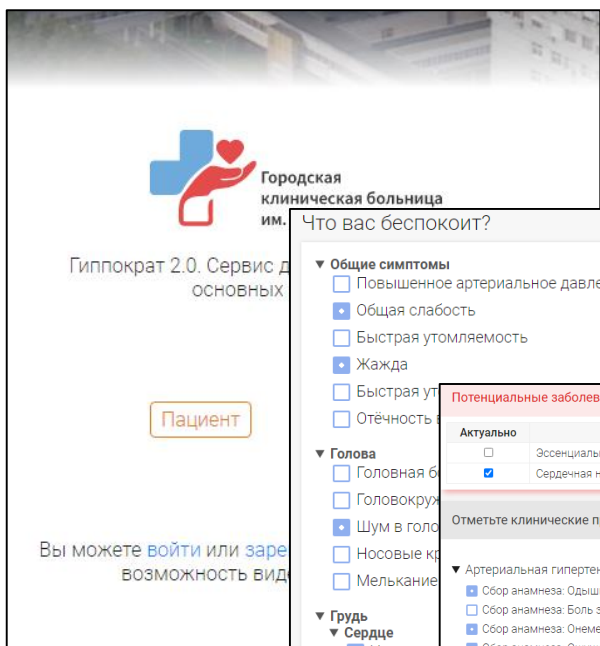 Городская
клиническая больница
им.
Гиппократ 2.0. Сервис д
основных
Пациент
Вы можете войти или заре
возможность вид
Что вас беспокоит?
▼ Общие симптомы
Повышенное артериальное давле
Общая слабость
Быстрая утомляемость
Жажда
Быстрая ут
Отёчность
▼ Голова
Головная б
Головокруж
Шум в голо
Носовые кр
Мелькание
▼ Грудь
▼ Сердце
Потенциальные заболев
Актуально
Эссенциаль
Сердечная н
Отметьте клинические п
▼ Артериальная гипертен
Сбор анамнеза: Одыш
Сбор анамнеза: Боль з
Сбор анамнеза: Онеме